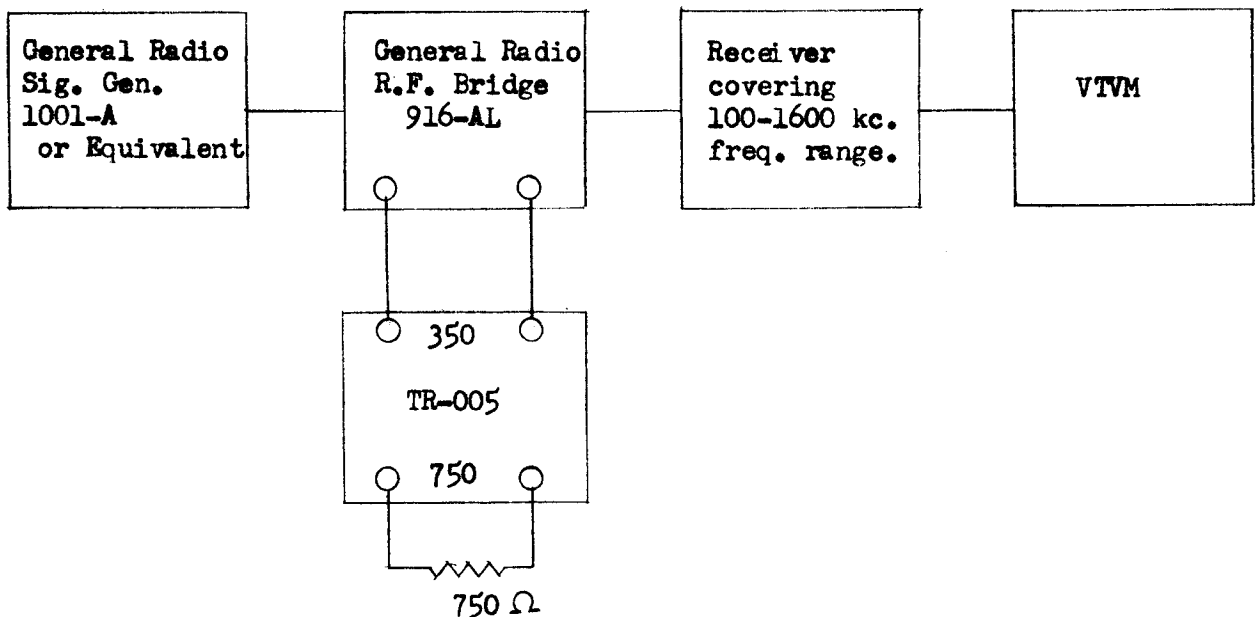 General Radio
Sig. Gen.
1001-A
or Equivalent
General Radio
R.F. Bridge
916-AL
Receiver
covering
100-1600 kc.
freq. range.
VTVM
350
TR-005
750
750 Ω